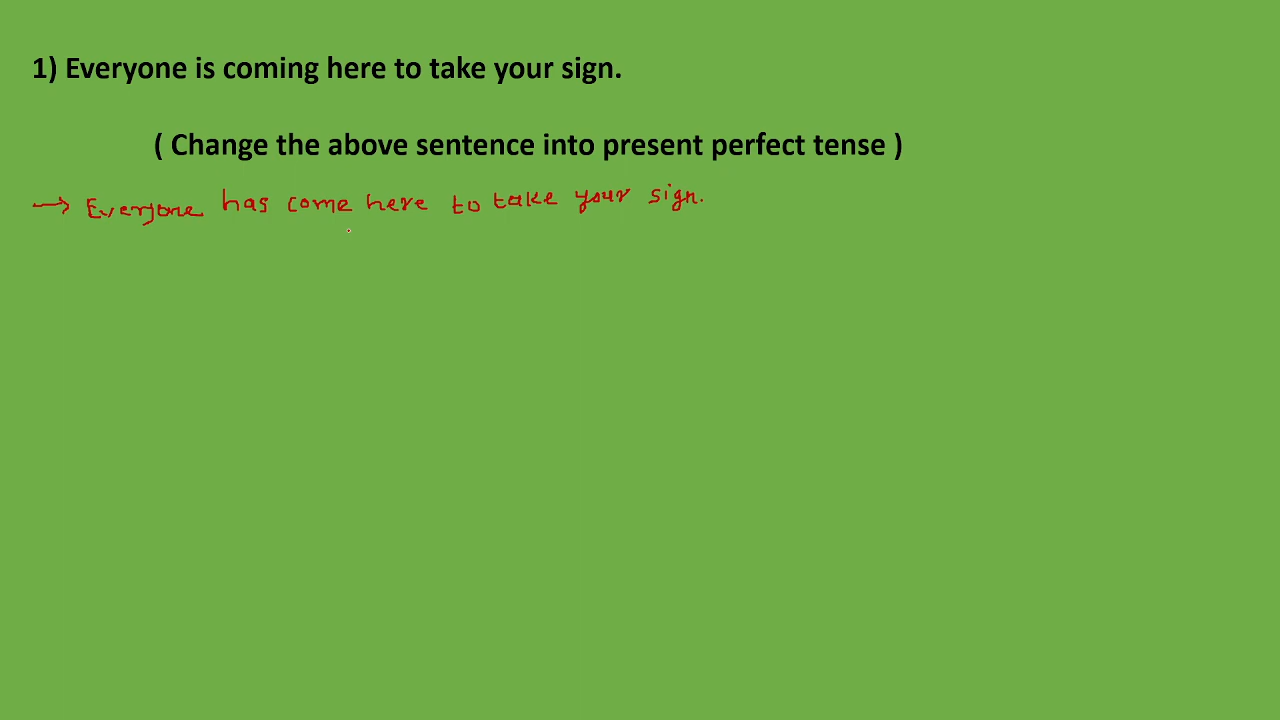 1) Everyone is coming here to take your sign.
( Change the above sentence into present perfect tense )
→ Everyone has come here to take your sign.